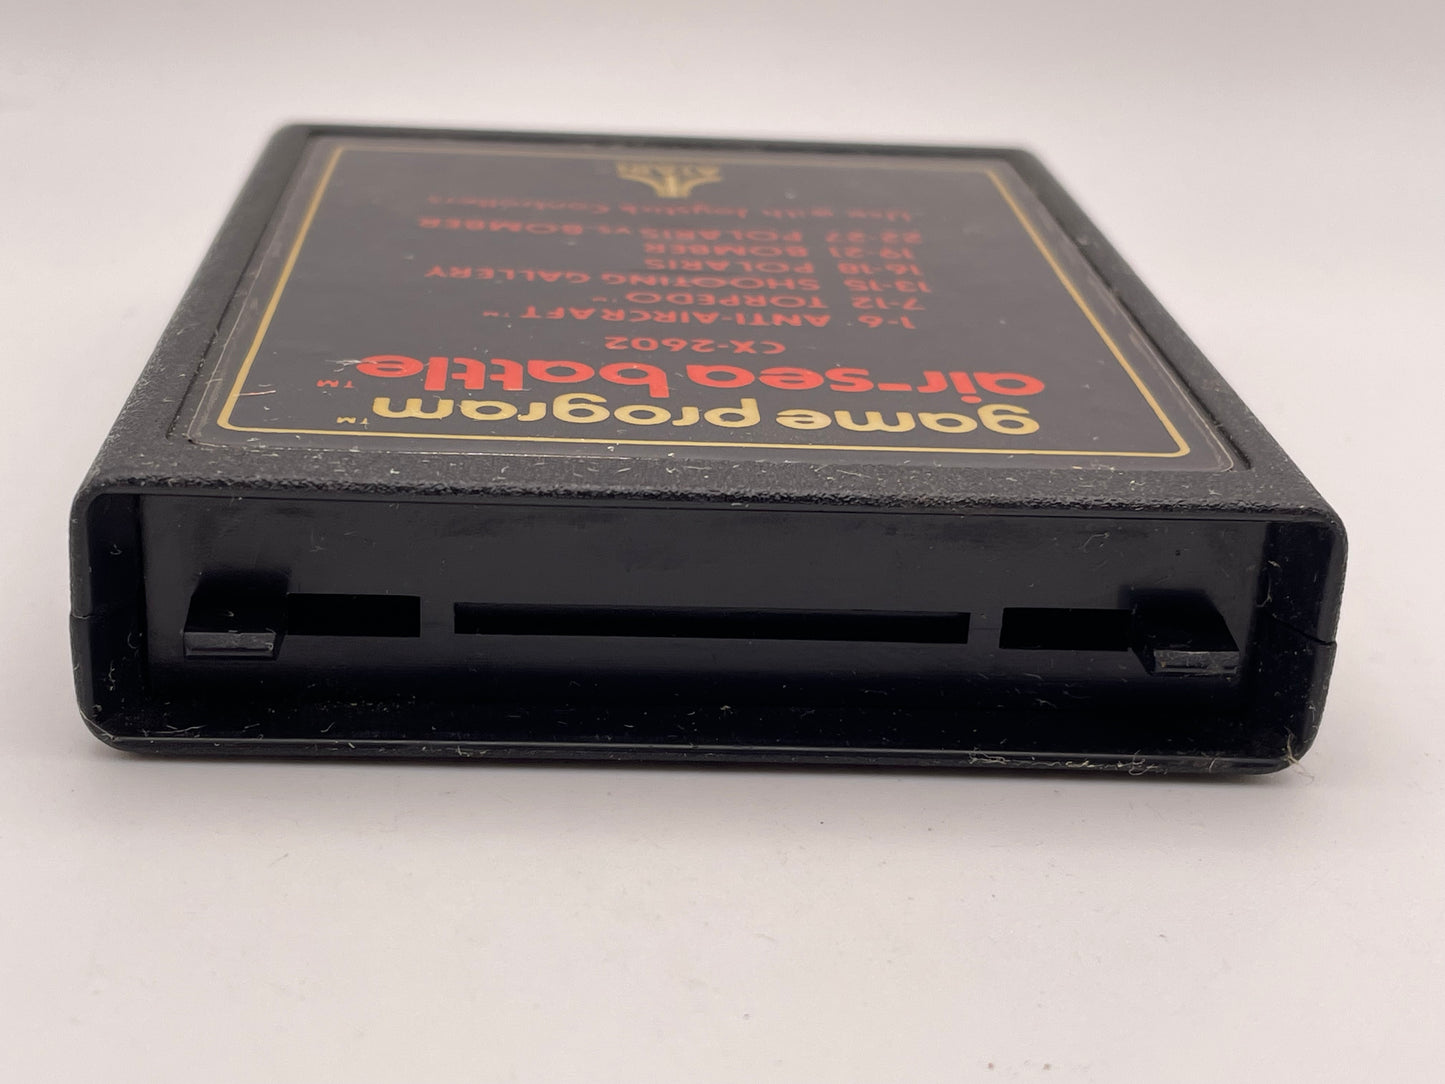 game program™
air-sea battle™
CX-2602
1-6 ANTI-AIRCRAFT™
7-12 TORPEDO™
13-15 SHOOTING GALLERY
16-18 POLARIS
19-21 BOMBER
22-27 POLARIS vs. BOMBER
Use with Joystick Controllers
ATARI